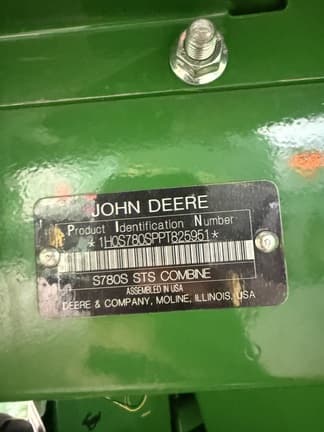 JOHN DEERE
Product Identification Number
*1H0S780SPPT825951*
S780S STS COMBINE
ASSEMBLED IN USA
DEERE & COMPANY, MOLINE, ILLINOIS, USA